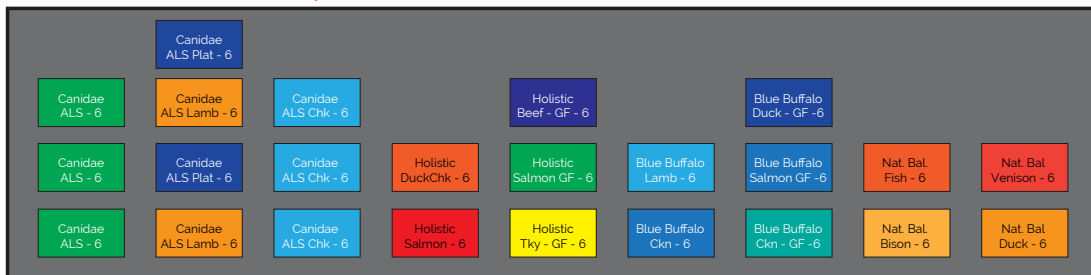 Canidae
ALS Plat - 6
Canidae
ALS - 6
Canidae
ALS Lamb - 6
Canidae
ALS Chk - 6
Holistic
Beef - GF - 6
Blue Buffalo
Duck - GF -6
Canidae
ALS - 6
Canidae
ALS Plat - 6
Canidae
ALS Chk - 6
Holistic
DuckChk - 6
Holistic
Salmon GF - 6
Blue Buffalo
Lamb - 6
Blue Buffalo
Salmon GF -6
Nat. Bal
Fish - 6
Nat. Bal
Venison - 6
Canidae
ALS - 6
Canidae
ALS Lamb - 6
Canidae
ALS Chk - 6
Holistic
Salmon - 6
Holistic
Tky - GF - 6
Blue Buffalo
Ckn - 6
Blue Buffalo
Ckn - GF -6
Nat. Bal
Bison - 6
Nat. Bal
Duck - 6